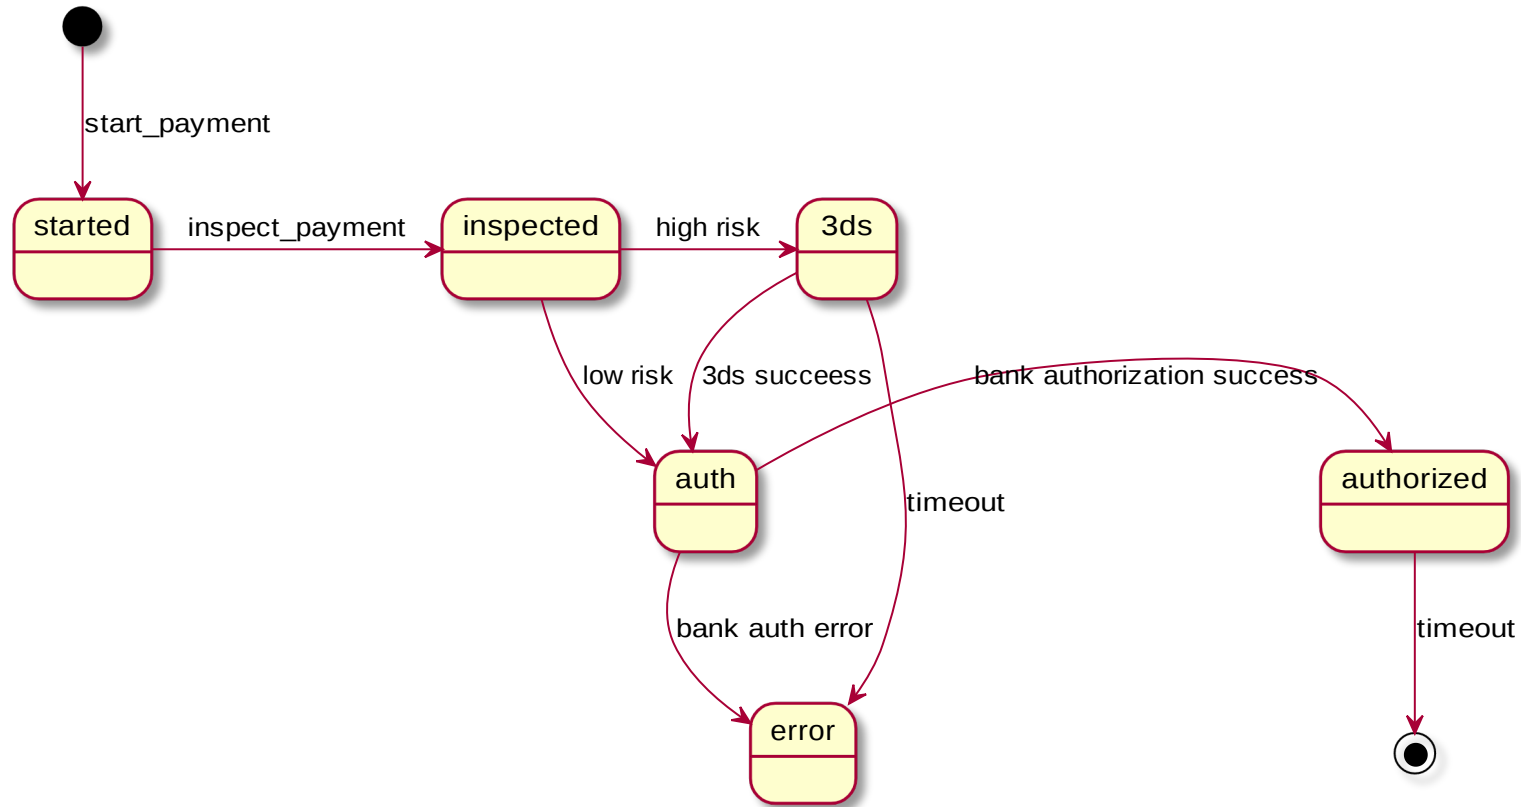 start_payment
started
inspect_payment
inspected
high risk
3ds
low risk
3ds succeess
bank authorization success
auth
authorized
timeout
bank auth error
timeout
error